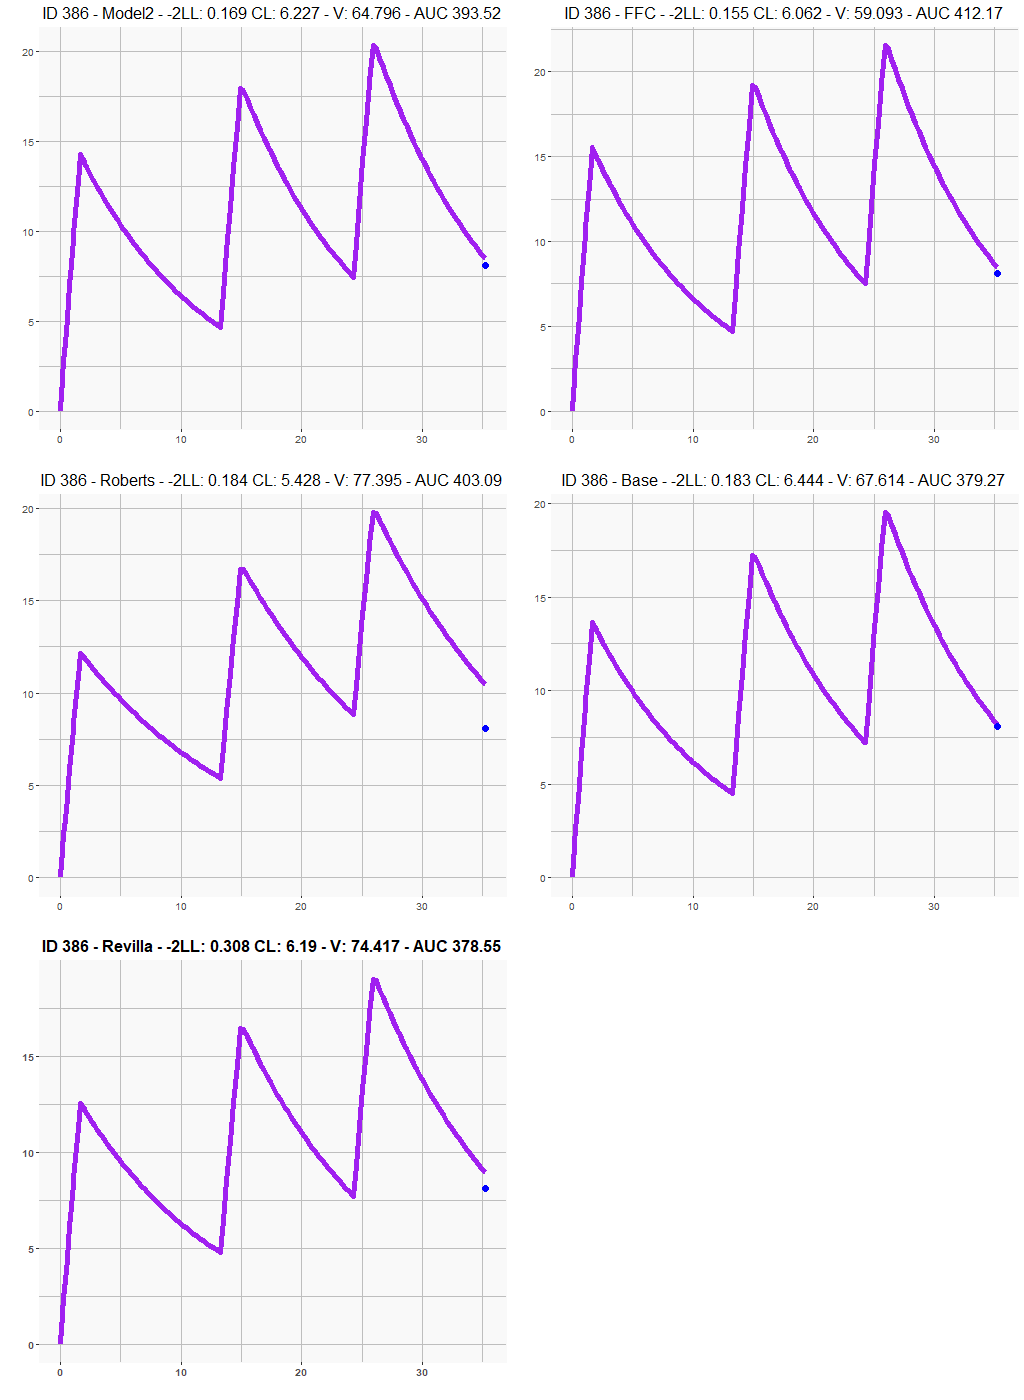 ID 386 - Model2 - -2LL: 0.169 CL: 6.227 - V: 64.796 - AUC 393.52
20
15
10
5
0
0 10 20 30
ID 386 - FFC - -2LL: 0.155 CL: 6.062 - V: 59.093 - AUC 412.17
20
15
10
5
0
0 10 20 30
ID 386 - Roberts - -2LL: 0.184 CL: 5.428 - V: 77.395 - AUC 403.09
20
15
10
5
0
0 10 20 30
ID 386 - Base - -2LL: 0.183 CL: 6.444 - V: 67.614 - AUC 379.27
20
15
10
5
0
0 10 20 30
ID 386 - Revilla - -2LL: 0.308 CL: 6.19 - V: 74.417 - AUC 378.55
15
10
5
0
0 10 20 30